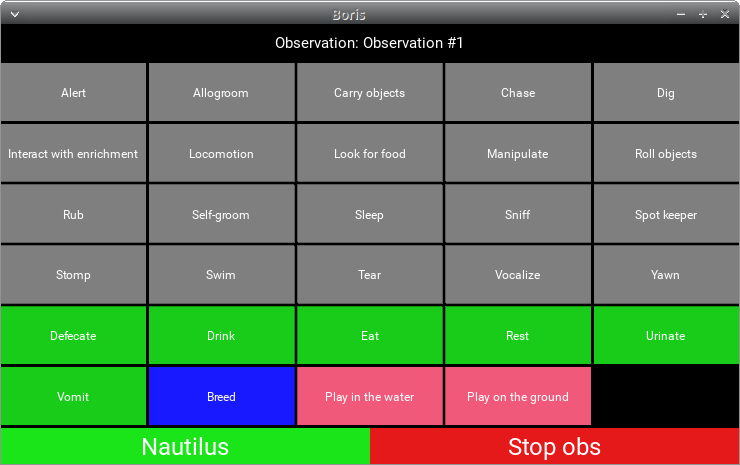 Boris
Observation: Observation #1
Alert Allogroom Carry objects Chase Dig
Interact with enrichment Locomotion Look for food Manipulate Roll objects
Rub Self-groom Sleep Sniff Spot keeper
Stomp Swim Tear Vocalize Yawn
Defecate Drink Eat Rest Urinate
Vomit Breed Play in the water Play on the ground
Nautilus Stop obs